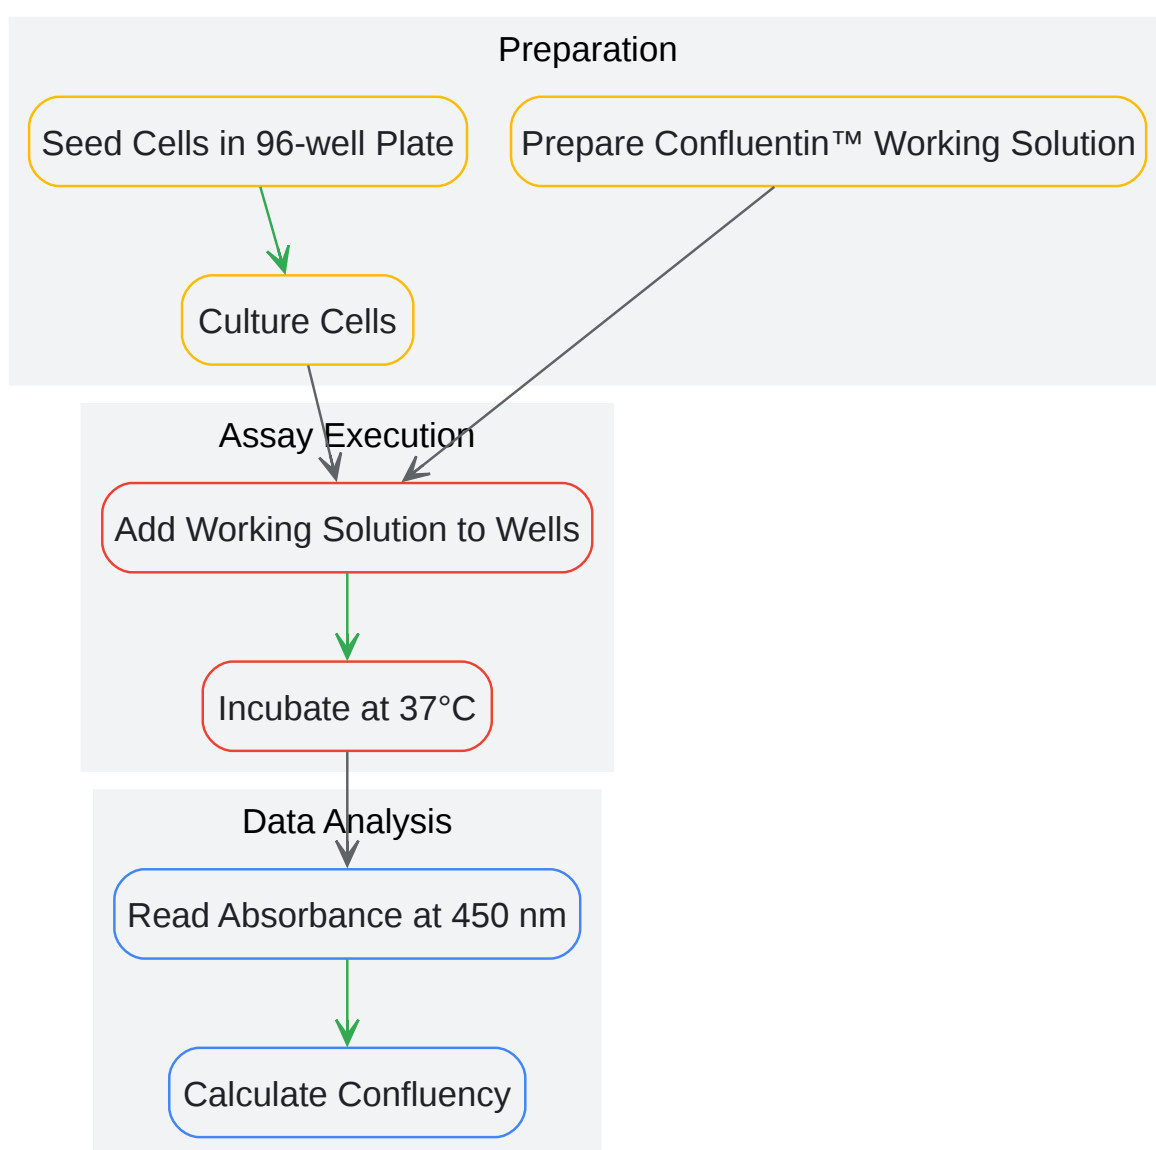 Preparation
Seed Cells in 96-well Plate
Prepare Confluentin™ Working Solution
Culture Cells
Assay Execution
Add Working Solution to Wells
Incubate at 37°C
Data Analysis
Read Absorbance at 450 nm
Calculate Confluency